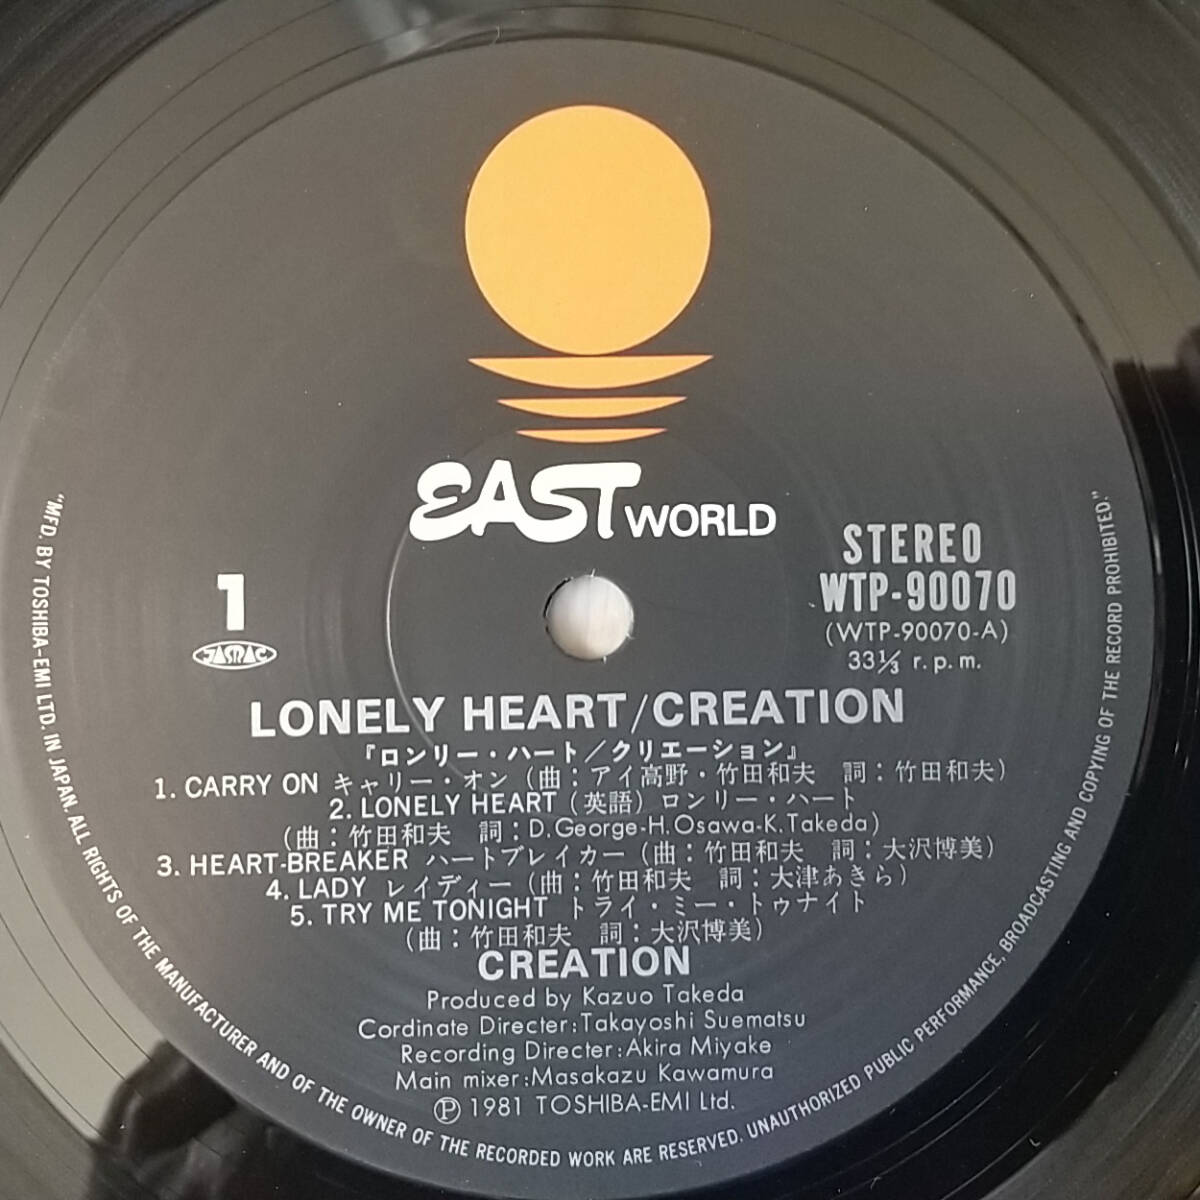 EAST WORLD
STEREO
WTP-90070
(WTP-90070-A)
33⅓ r.p.m.
1
JASRAC
LONELY HEART/CREATION
『ロンリー・ハート/クリエーション』
1. CARRY ON キャリー・オン (曲:アイ高野・竹田和夫 詞:竹田和夫)
2. LONELY HEART (英語) ロンリー・ハート
(曲:竹田和夫 詞:D.George-H.Osawa-K.Takeda)
3. HEART-BREAKER ハートブレイカー (曲:竹田和夫 詞:大沢博美)
4. LADY レイディー (曲:竹田和夫 詞:大津あきら)
5. TRY ME TONIGHT トライ・ミー・トゥナイト
(曲:竹田和夫 詞:大沢博美)
CREATION
Produced by Kazuo Takeda
Cordinate Directer:Takayoshi Suematsu
Recording Directer:Akira Miyake
Main mixer:Masakazu Kawamura
Ⓟ 1981 TOSHIBA-EMI Ltd.
"MFD. BY TOSHIBA-EMI LTD. IN JAPAN. ALL RIGHTS OF THE MANUFACTURER AND OF THE OWNER OF THE RECORDED WORK ARE RESERVED. UNAUTHORIZED PUBLIC PERFORMANCE, BROADCASTING AND COPYING OF THE RECORD PROHIBITED."